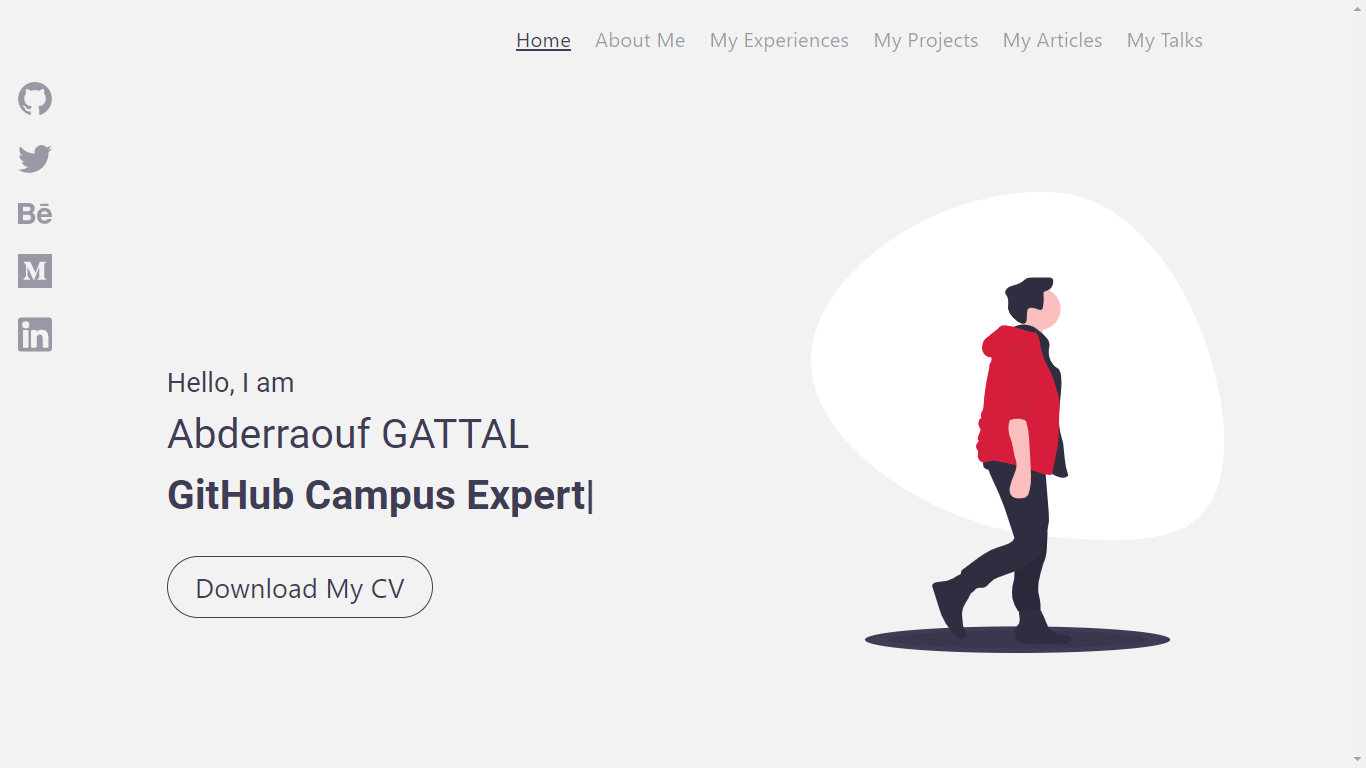 Home About Me My Experiences My Projects My Articles My Talks
Bē
M
in
Hello, I am
Abderraouf GATTAL
GitHub Campus Expert|
Download My CV